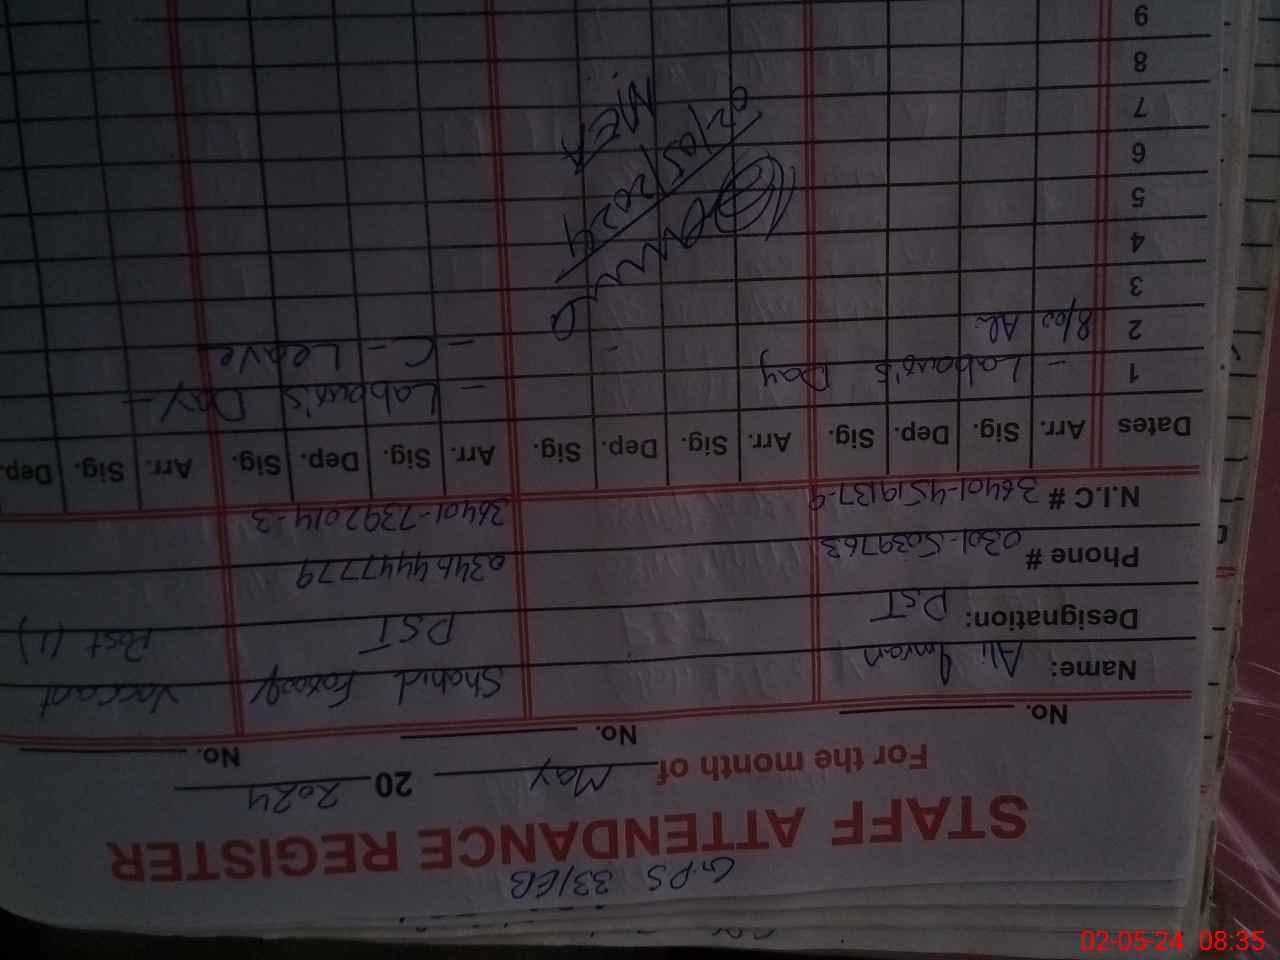 G.PS 33/EB
STAFF ATTENDANCE REGISTER
For the month of May 20 2024
No. No. No.
Name: Ali Imran Shahid Farooq Vaccant
Designation: P.S.T P.S.T Post (1)
Phone # 0301-5039763 03464447779
N.I.C # 36401-4519137-9 36401-7392014-3
Dates Arr. Sig. Dep. Sig. Arr. Sig. Dep. Sig. Arr. Sig. Dep. Sig. Arr. Sig. Dep.
1 - Labour's Day - Labour's Day -
2 8/00 Ali - - C - Leave
3
4
5
6
7
8
9
02/05/2024
MEA
02-05-24 08:35